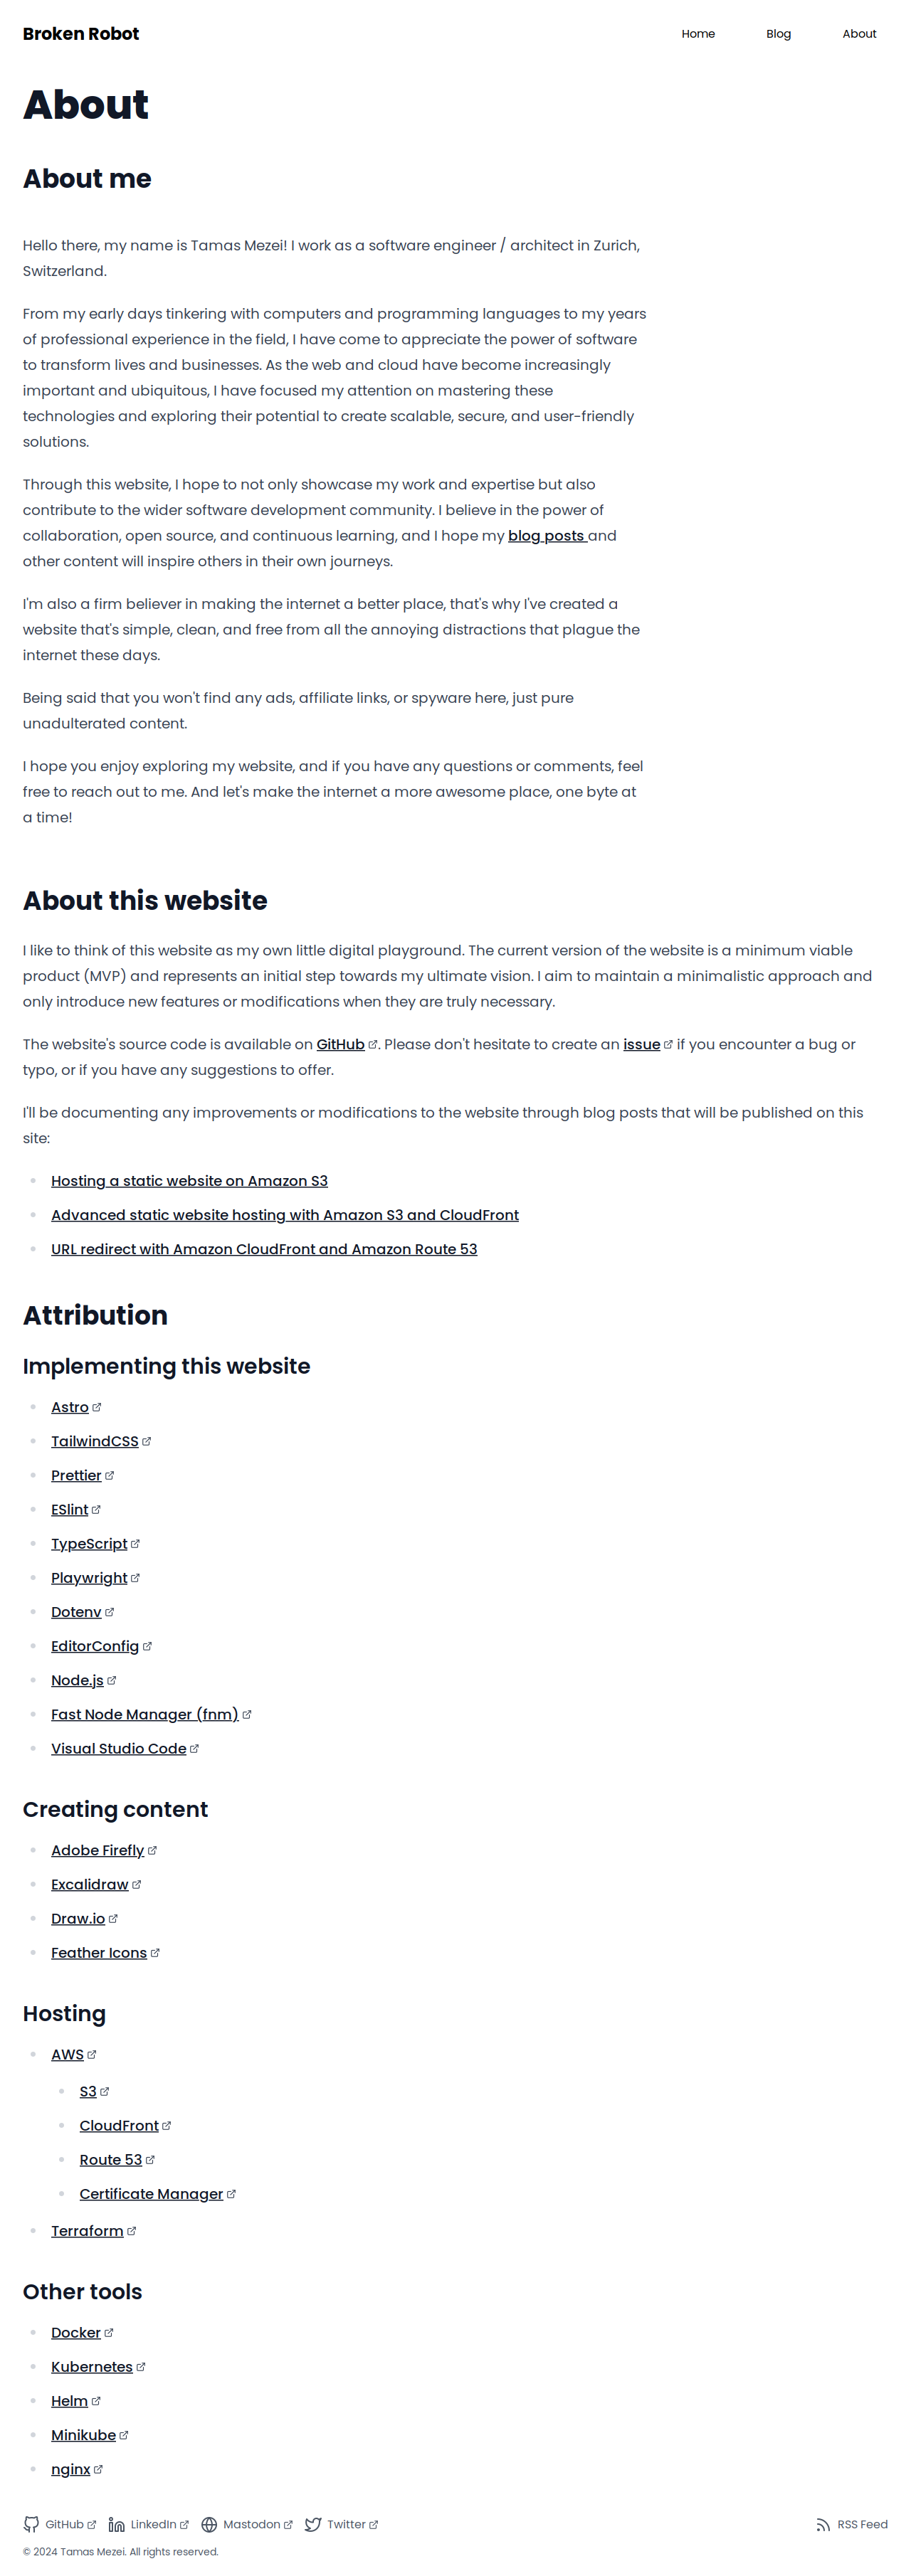 Broken Robot
Home Blog About
About
About me
Hello there, my name is Tamas Mezei! I work as a software engineer / architect in Zurich,
Switzerland.
From my early days tinkering with computers and programming languages to my years
of professional experience in the field, I have come to appreciate the power of software
to transform lives and businesses. As the web and cloud have become increasingly
important and ubiquitous, I have focused my attention on mastering these
technologies and exploring their potential to create scalable, secure, and user-friendly
solutions.
Through this website, I hope to not only showcase my work and expertise but also
contribute to the wider software development community. I believe in the power of
collaboration, open source, and continuous learning, and I hope my blog posts and
other content will inspire others in their own journeys.
I'm also a firm believer in making the internet a better place, that's why I've created a
website that's simple, clean, and free from all the annoying distractions that plague the
internet these days.
Being said that you won't find any ads, affiliate links, or spyware here, just pure
unadulterated content.
I hope you enjoy exploring my website, and if you have any questions or comments, feel
free to reach out to me. And let's make the internet a more awesome place, one byte at
a time!
About this website
I like to think of this website as my own little digital playground. The current version of the website is a minimum viable
product (MVP) and represents an initial step towards my ultimate vision. I aim to maintain a minimalistic approach and
only introduce new features or modifications when they are truly necessary.
The website's source code is available on GitHub. Please don't hesitate to create an issue if you encounter a bug or
typo, or if you have any suggestions to offer.
I'll be documenting any improvements or modifications to the website through blog posts that will be published on this
site:
Hosting a static website on Amazon S3
Advanced static website hosting with Amazon S3 and CloudFront
URL redirect with Amazon CloudFront and Amazon Route 53
Attribution
Implementing this website
Astro
TailwindCSS
Prettier
ESlint
TypeScript
Playwright
Dotenv
EditorConfig
Node.js
Fast Node Manager (fnm)
Visual Studio Code
Creating content
Adobe Firefly
Excalidraw
Draw.io
Feather Icons
Hosting
AWS
S3
CloudFront
Route 53
Certificate Manager
Terraform
Other tools
Docker
Kubernetes
Helm
Minikube
nginx
GitHub LinkedIn Mastodon Twitter RSS Feed
© 2024 Tamas Mezei. All rights reserved.